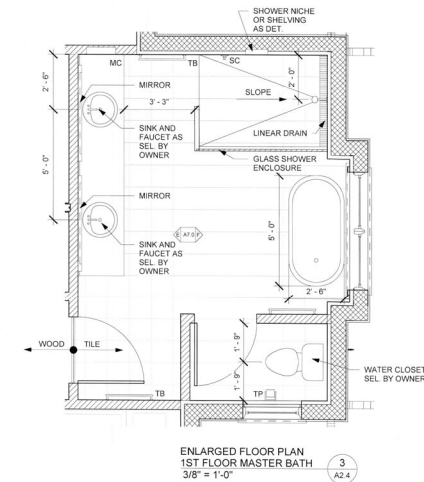 SHOWER NICHE
OR SHELVING
AS DET.
MC
TB
SC
2' - 6"
2' - 0"
MIRROR
3' - 3"
SLOPE
SINK AND
FAUCET AS
SEL. BY
OWNER
LINEAR DRAIN
GLASS SHOWER
ENCLOSURE
5' - 0"
MIRROR
5' - 0"
SINK AND
FAUCET AS
SEL. BY
OWNER
E A7.0 F
2' - 6"
WOOD
TILE
1' - 9"
1' - 9"
WATER CLOSET
SEL. BY OWNER
TB
TP
ENLARGED FLOOR PLAN
1ST FLOOR MASTER BATH
3/8" = 1'-0"
3
A2.4